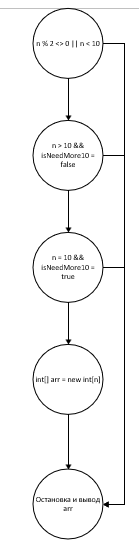 n % 2 <> 0 || n < 10
n > 10 &&
isNeedMore10 =
false
n = 10 &&
isNeedMore10 =
true
int[] arr = new int[n]
Остановка и вывод
arr